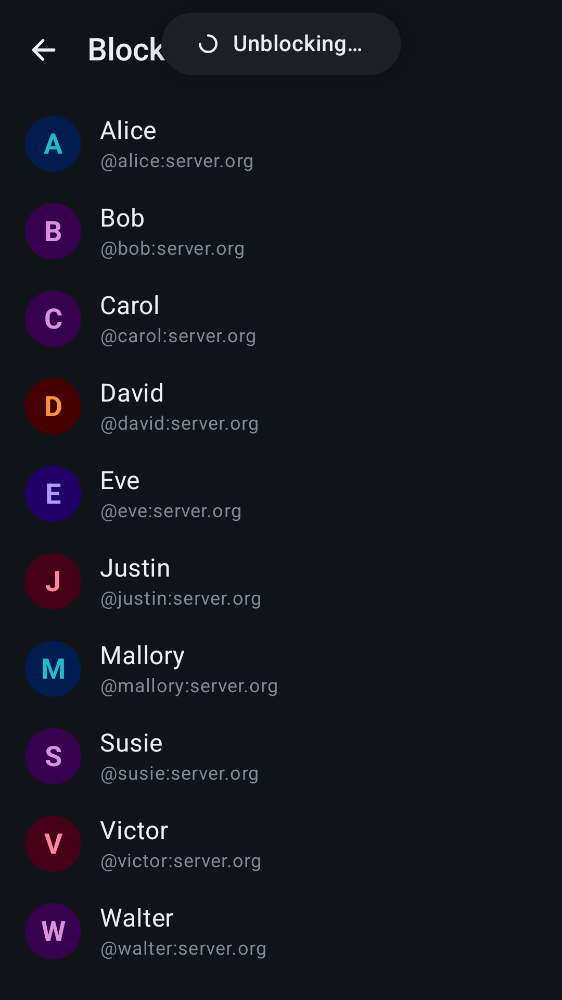 Block
Unblocking…
A
Alice
@alice:server.org
B
Bob
@bob:server.org
C
Carol
@carol:server.org
D
David
@david:server.org
E
Eve
@eve:server.org
J
Justin
@justin:server.org
M
Mallory
@mallory:server.org
S
Susie
@susie:server.org
V
Victor
@victor:server.org
W
Walter
@walter:server.org